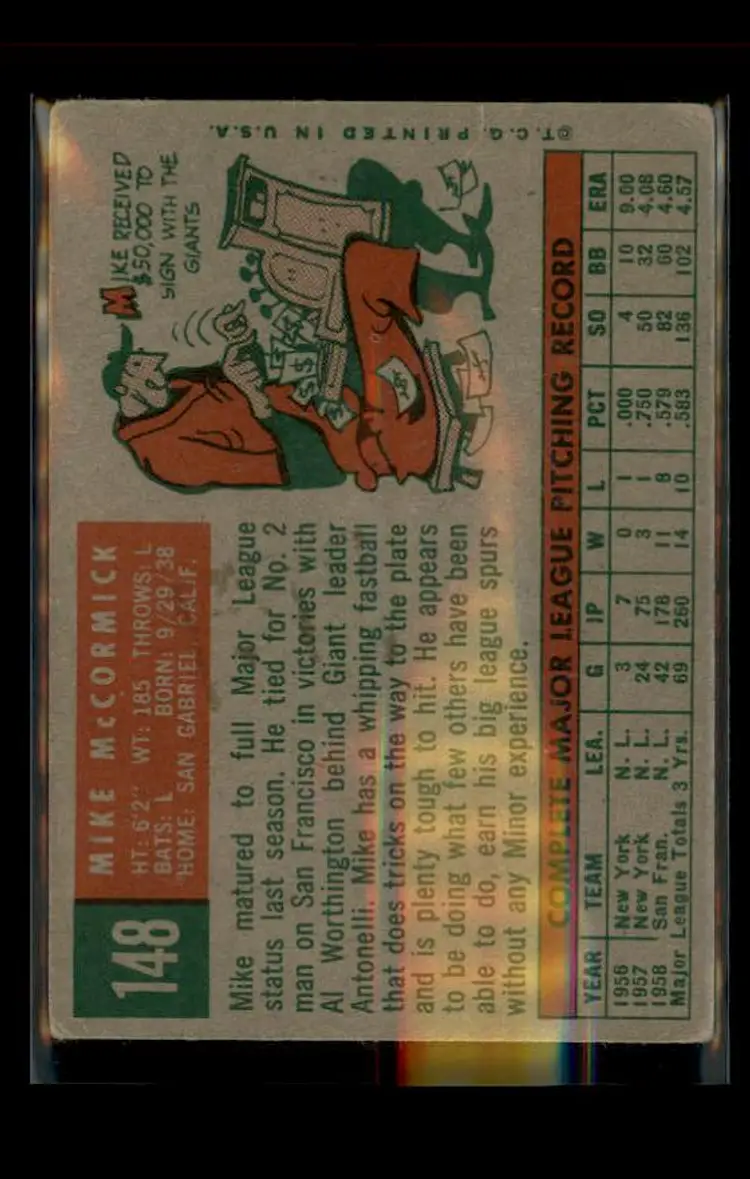 148
MIKE McCORMICK
HT: 6'2" WT: 185 THROWS: L
BATS: L BORN: 9/29/38
HOME: SAN GABRIEL, CALIF.
Mike matured to full Major League
status last season. He tied for No. 2
man on San Francisco in victories with
Al Worthington behind Giant leader
Antonelli. Mike has a whipping fastball
that does tricks on the way to the plate
and is plenty tough to hit. He appears
to be doing what few others have been
able to do, earn his big league spurs
without any Minor experience.
MIKE RECEIVED
$50,000 TO
SIGN WITH THE
GIANTS
COMPLETE MAJOR LEAGUE PITCHING RECORD
YEAR TEAM LEA. G IP W L PCT SO BB ERA
1956 New York N. L. 3 7 0 1 .000 4 10 9.00
1957 New York N. L. 24 75 3 1 .750 50 32 4.08
1958 San Fran. N. L. 42 178 11 8 .579 82 60 4.60
Major League Totals 3 Yrs. 69 260 14 10 .583 136 102 4.57
©T.C.G. PRINTED IN U.S.A.